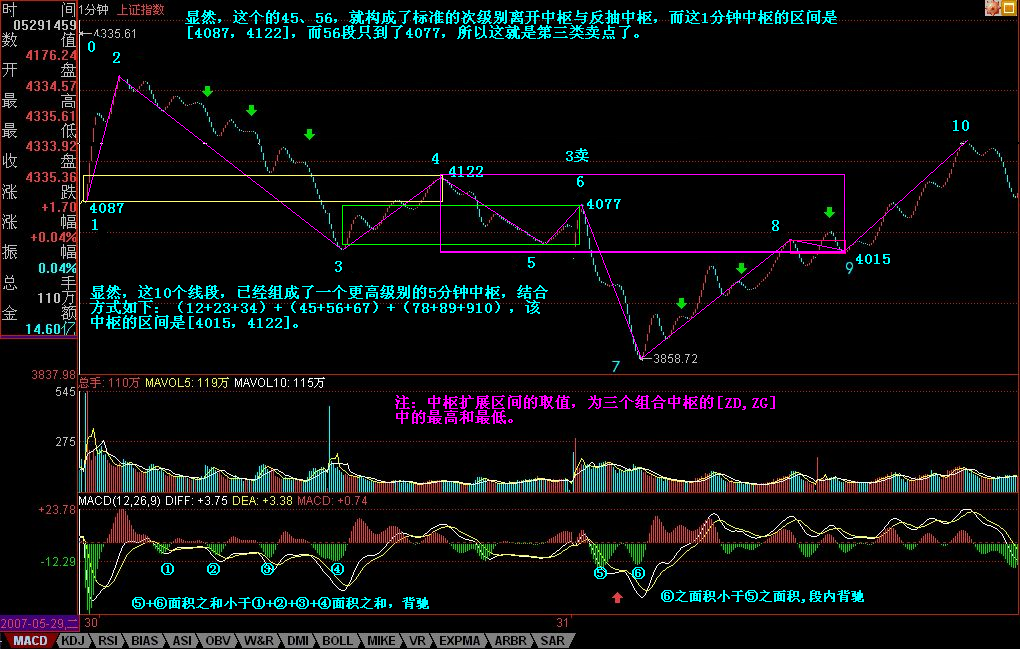 时间
05291459
数值
4176.24
开盘
4334.57
最高
4335.61
最低
4333.92
收盘
4335.36
涨跌
+1.70
涨幅
+0.04%
振幅
0.04%
总手
110万
金额
14.60亿
1分钟 上证指数
←4335.61
显然，这个的45、56，就构成了标准的次级别离开中枢与反抽中枢，而这1分钟中枢的区间是
[4087，4122]，而56段只到了4077，所以这就是第三类卖点了。
0
2
4
4122
3卖
6
4077
10
4087
1
3
5
8
9
4015
显然，这10个线段，已经组成了一个更高级别的5分钟中枢，结合
方式如下：（12+23+34）+（45+56+67）+（78+89+910），该
中枢的区间是[4015，4122]。
7
←3858.72
3837.98
总手: 110万 MAVOL5: 119万 MAVOL10: 115万
545
275
注：中枢扩展区间的取值，为三个组合中枢的[ZD,ZG]
中的最高和最低。
MACD(12,26,9) DIFF: +3.75 DEA: +3.38 MACD: +0.74
+23.78
-12.29
① ② ③ ④ ⑤ ⑥
⑤+⑥面积之和小于①+②+③+④面积之和，背驰
⑥之面积小于⑤之面积,段内背驰
2007-05-29,二 30 31
MACD KDJ RSI BIAS ASI OBV W&R DMI BOLL MIKE VR EXPMA ARBR SAR